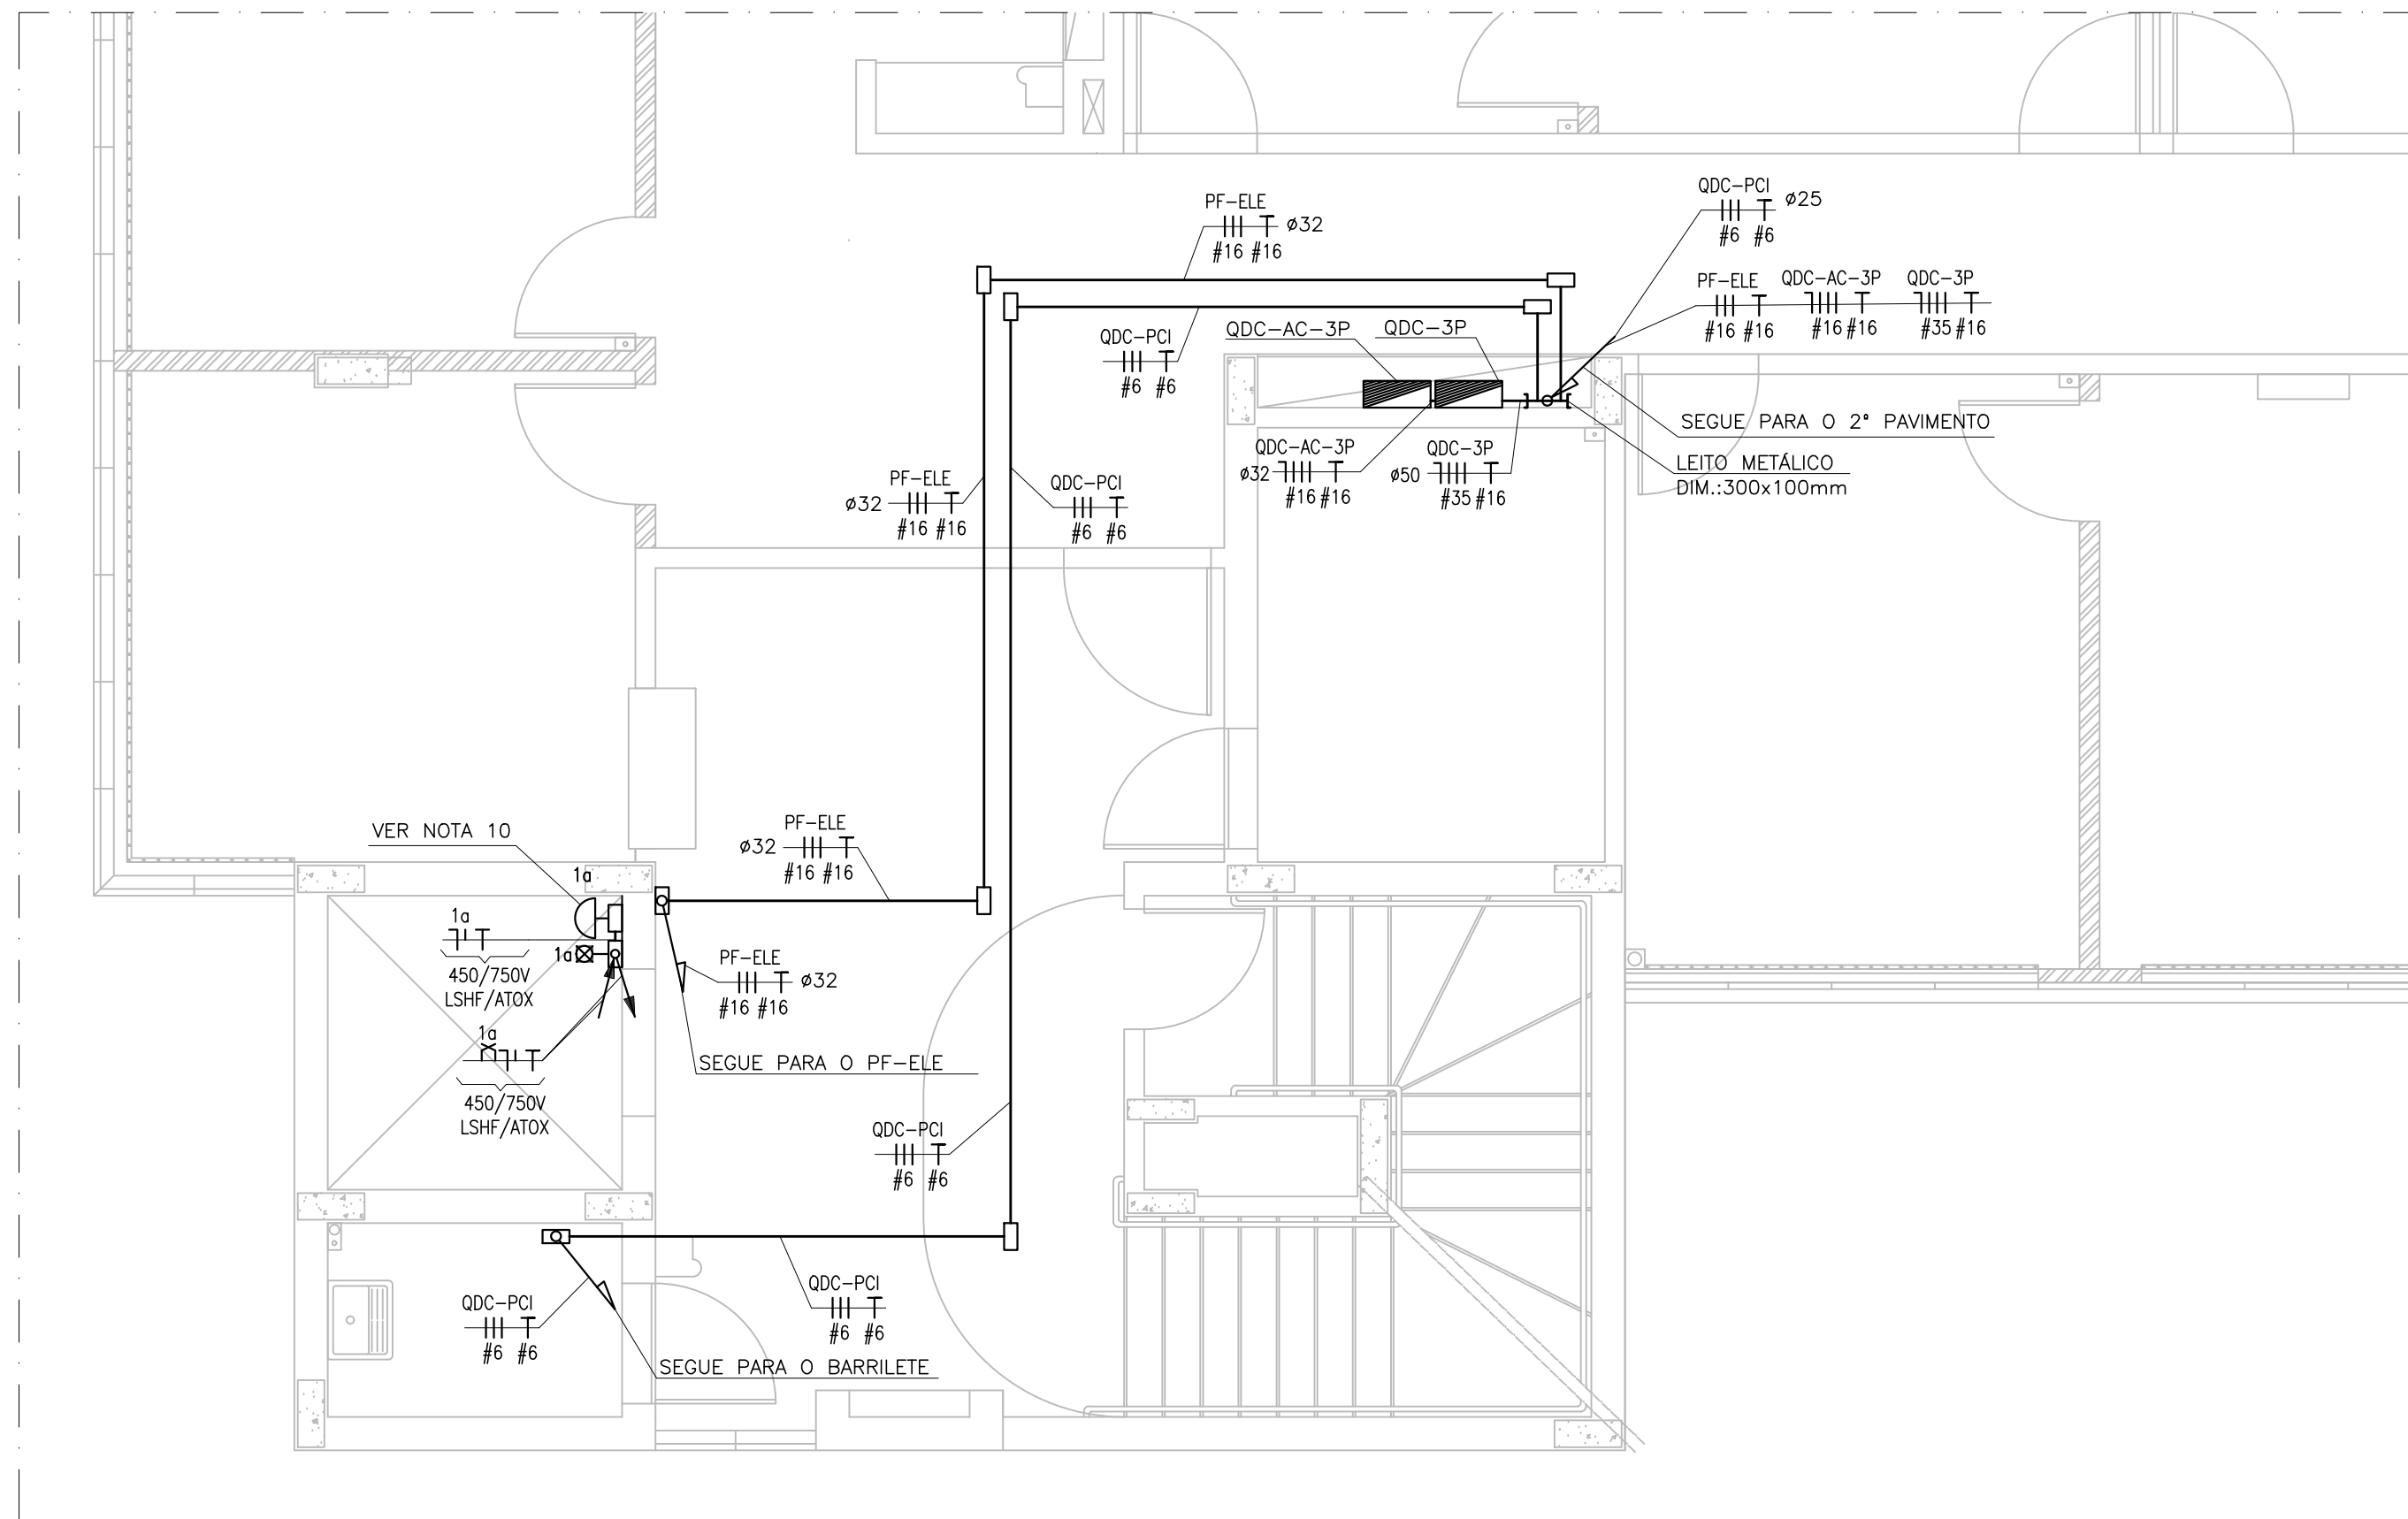 QDC-PCI ø25
#6 #6
PF-ELE ø32
#16 #16
PF-ELE QDC-AC-3P QDC-3P
#16 #16 #16 #16 #35 #16
QDC-PCI
#6 #6
QDC-AC-3P QDC-3P
SEGUE PARA O 2° PAVIMENTO
LEITO METÁLICO
DIM.:300x100mm
QDC-AC-3P
ø32
#16 #16
QDC-3P
ø50
#35 #16
PF-ELE
ø32
#16 #16
QDC-PCI
#6 #6
VER NOTA 10
PF-ELE
ø32
#16 #16
1a
1a
1a
450/750V
LSHF/ATOX
PF-ELE
ø32
#16 #16
1a
450/750V
LSHF/ATOX
SEGUE PARA O PF-ELE
QDC-PCI
#6 #6
QDC-PCI
#6 #6
QDC-PCI
#6 #6
SEGUE PARA O BARRILETE